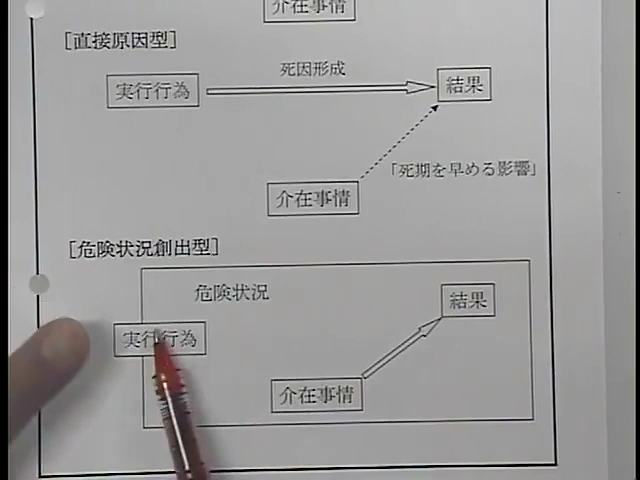 介在事情
[直接原因型]
死因形成
実行行為
結果
「死期を早める影響」
介在事情
[危険状況創出型]
危険状況
結果
実行行為
介在事情